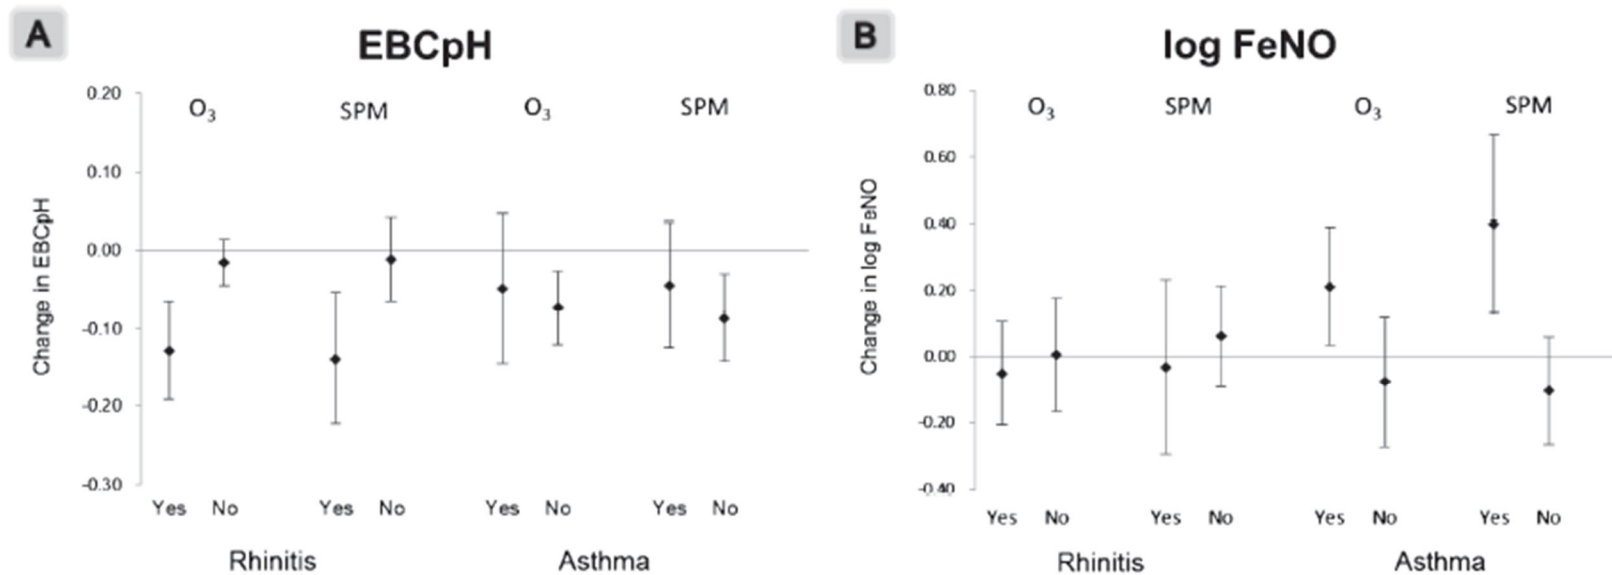 A
EBCpH
0.20
0.10
0.00
-0.10
-0.20
-0.30
Change in EBCpH
O₃
SPM
O₃
SPM
Yes No Yes No Yes No Yes No
Rhinitis Asthma
B
log FeNO
0.80
0.60
0.40
0.20
0.00
-0.20
-0.40
Change in log FeNO
O₃
SPM
O₃
SPM
Yes No Yes No Yes No Yes No
Rhinitis Asthma